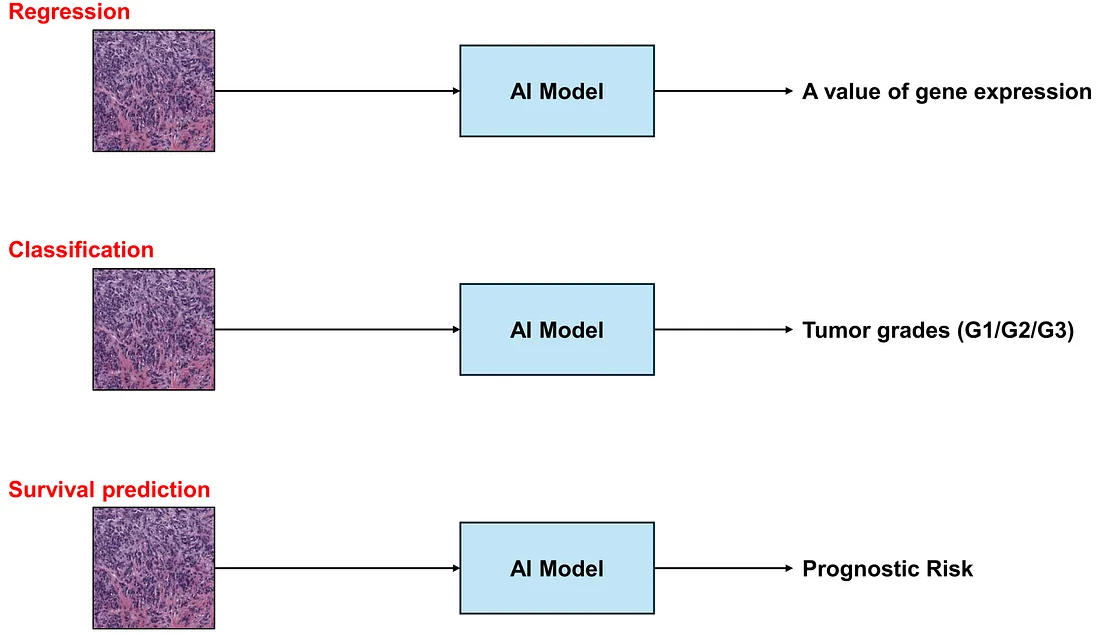 Regression
AI Model
A value of gene expression
Classification
AI Model
Tumor grades (G1/G2/G3)
Survival prediction
AI Model
Prognostic Risk